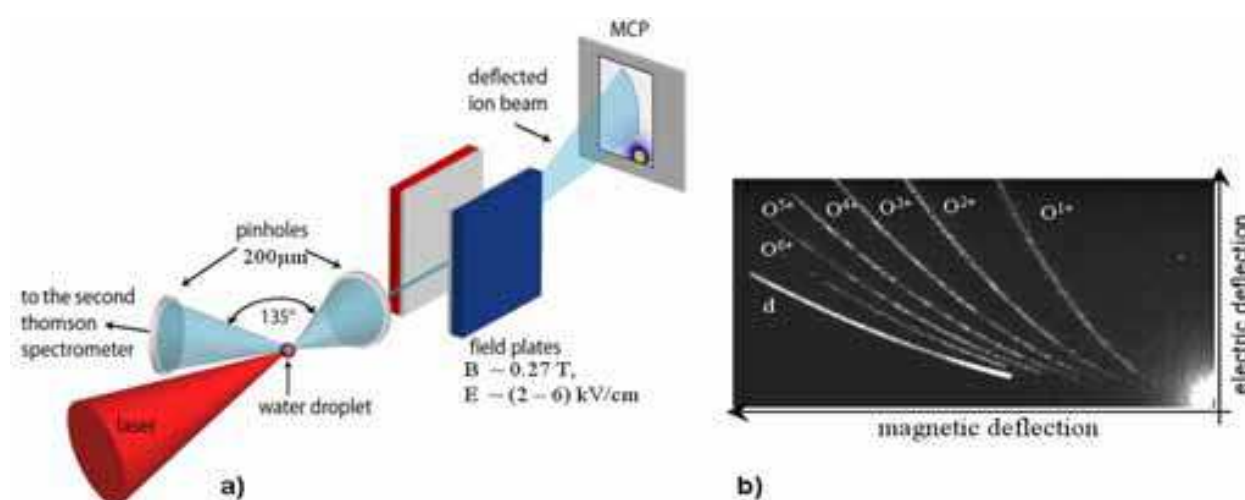 MCP
deflected
ion beam
pinholes
200μm
to the second
thomson
spectrometer
135°
field plates
B ~ 0.27 T,
E ~ (2 – 6) kV/cm
water droplet
laser
a)
O5+
O4+
O3+
O2+
O1+
O6+
d
electric deflection
magnetic deflection
b)